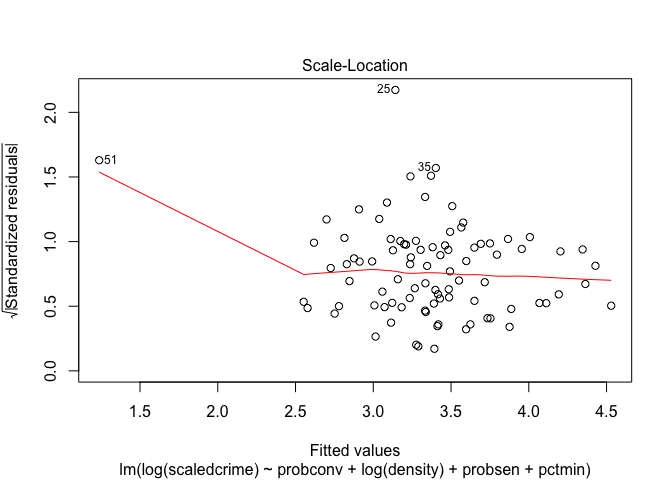 Scale-Location
√|Standardized residuals|
2.0
1.5
1.0
0.5
0.0
25
51
35
1.5 2.0 2.5 3.0 3.5 4.0 4.5
Fitted values
lm(log(scaledcrime) ~ probconv + log(density) + probsen + pctmin)